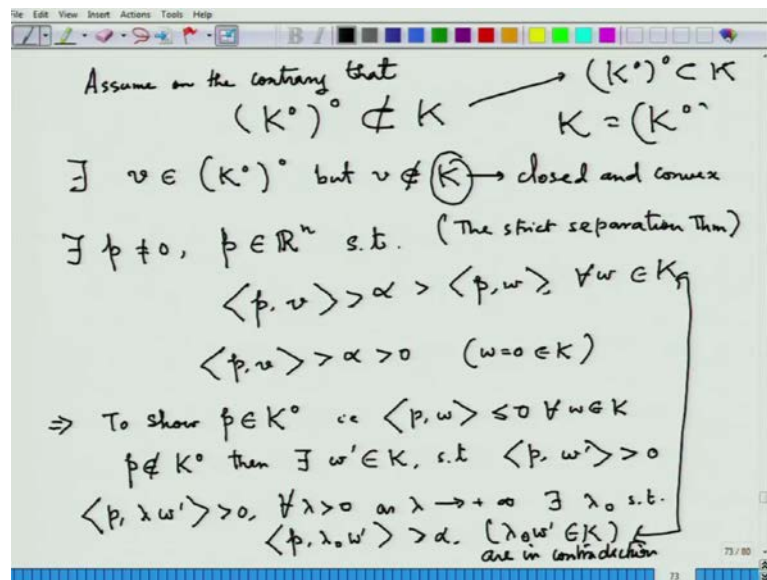 File Edit View Insert Actions Tools Help
Assume on the contrary that
(K°)° ⊄ K → (K°)° ⊂ K
K = (K°
∃ v ∈ (K°)° but v ∉ K → closed and convex
∃ p ≠ 0, p ∈ ℝⁿ s.t. (The strict separation Thm)
<p, v> > α > <p, w>, ∀w ∈ K
<p, v> > α > 0 (w=0 ∈ K)
⇒ To show p ∈ K° i.e <p, w> ≤ 0 ∀ w ∈ K
p ∉ K° then ∃ w' ∈ K, s.t <p, w'> > 0
<p, λw'> > 0, ∀λ>0 as λ → +∞ ∃ λ₀ s.t.
<p, λ₀w'> > α. (λ₀w' ∈ K)
are in contradiction
73 / 80
73